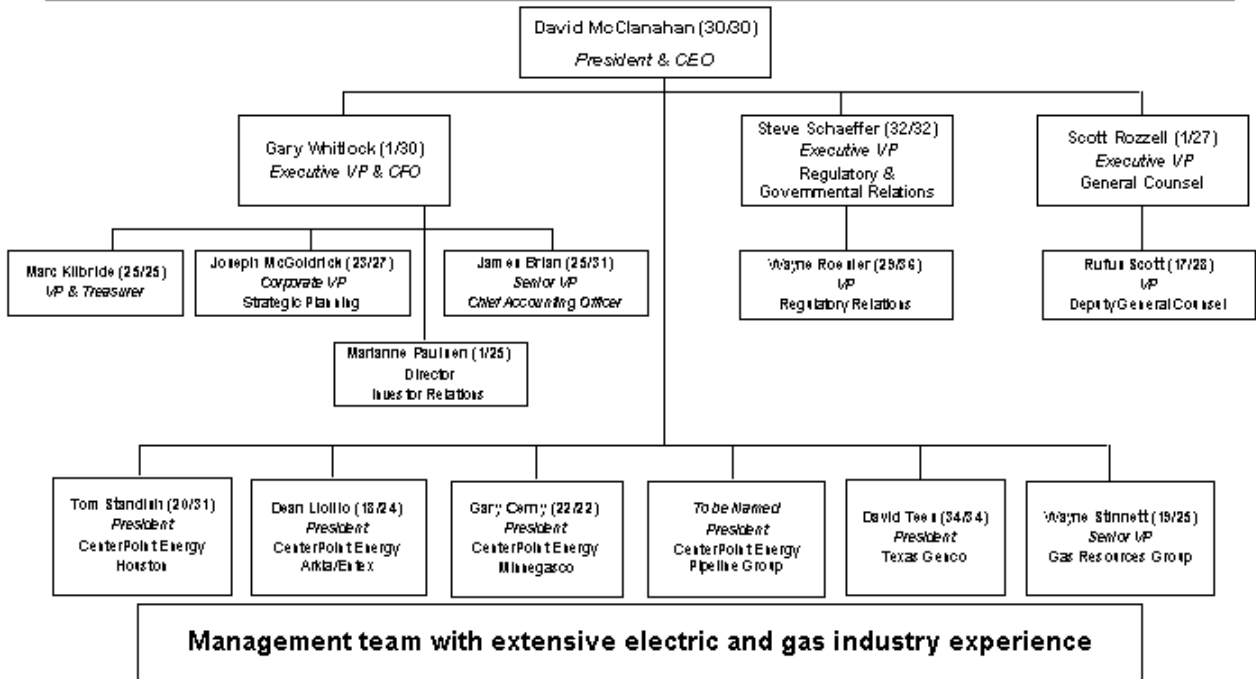 David McClanahan (30/30)
President & CEO
Gary Whitlock (1/30)
Executive VP & CFO
Steve Schaeffer (32/32)
Executive VP
Regulatory &
Governmental Relations
Scott Rozzell (1/27)
Executive VP
General Counsel
Marc Kilbride (25/25)
VP & Treasurer
Joseph McGoldrick (23/27)
Corporate VP
Strategic Planning
James Brian (25/31)
Senior VP
Chief Accounting Officer
Wayne Roesler (29/36)
VP
Regulatory Relations
Rufus Scott (17/28)
VP
Deputy General Counsel
Marianne Paulsen (1/25)
Director
Investor Relations
Tom Standish (20/31)
President
CenterPoint Energy
Houston
Dean Liollio (18/24)
President
CenterPoint Energy
Arkla/Entex
Gary Cerny (22/22)
President
CenterPoint Energy
Minnegasco
To be Named
President
CenterPoint Energy
Pipeline Group
David Tees (34/34)
President
Texas Genco
Wayne Stinnett (19/25)
Senior VP
Gas Resources Group
Management team with extensive electric and gas industry experience